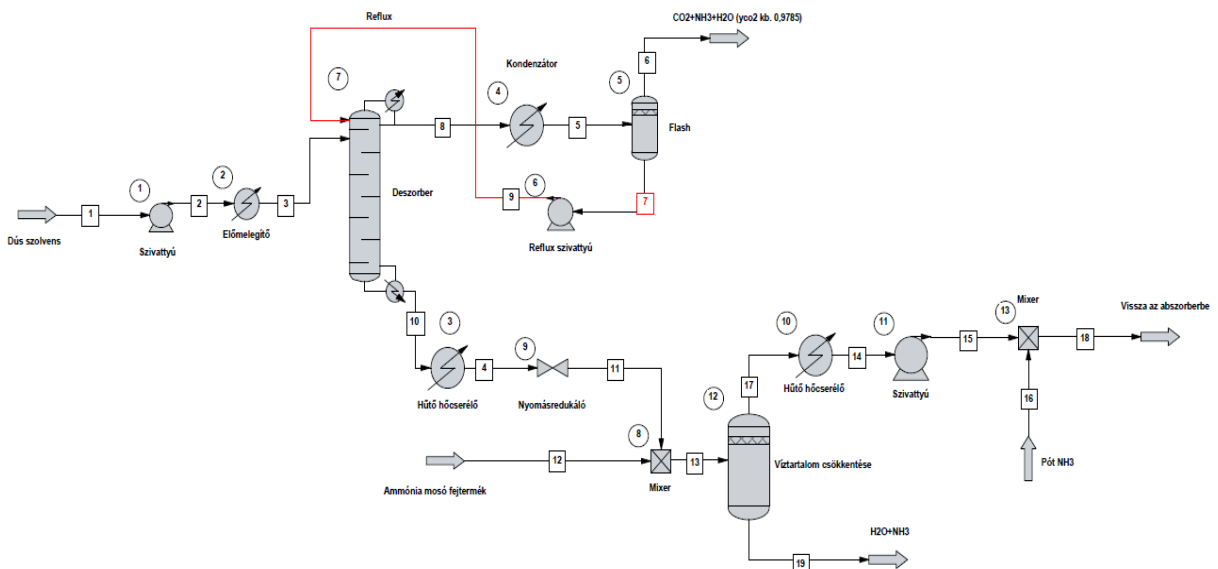 Reflux
CO2+NH3+H2O (yco2 kb. 0,9785)
6
Kondenzátor
7
4
5
8
5
Flash
Deszorber
1
2
9
6
7
1
2
3
Dús szolvens
Szivattyú
Előmelegítő
Reflux szivattyú
10
3
9
10
11
13
Mixer
Vissza az abszorberbe
4
11
14
15
18
Hűtő hőcserélő
Nyomásredukáló
17
Hűtő hőcserélő
Szivattyú
16
12
8
12
13
Víztartalom csökkentése
Pót NH3
Ammónia mosó fejtermék
Mixer
H2O+NH3
19